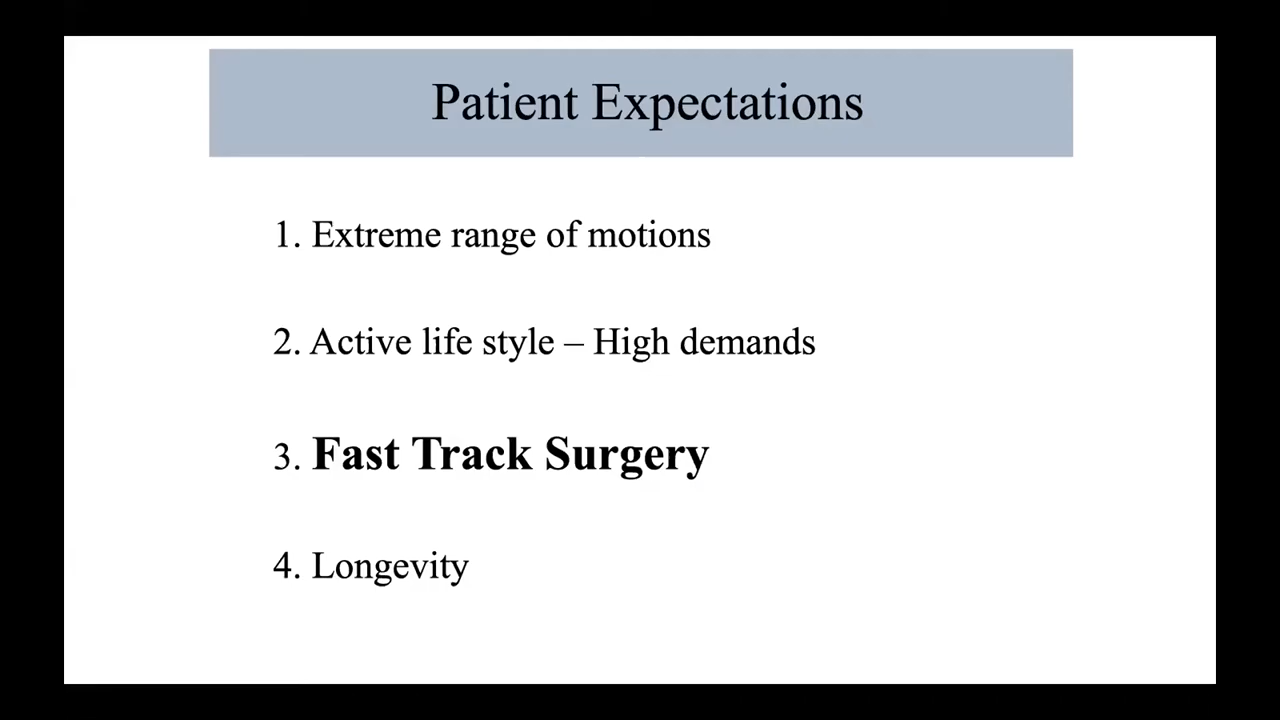 Patient Expectations
1. Extreme range of motions
2. Active life style – High demands
3. Fast Track Surgery
4. Longevity